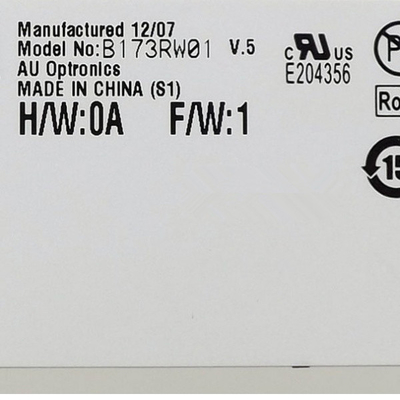 Manufactured 12/07
Model No:B173RW01 V.5
AU Optronics
MADE IN CHINA (S1)
H/W:0A F/W:1
c RU US
E204356
P
Ro
15